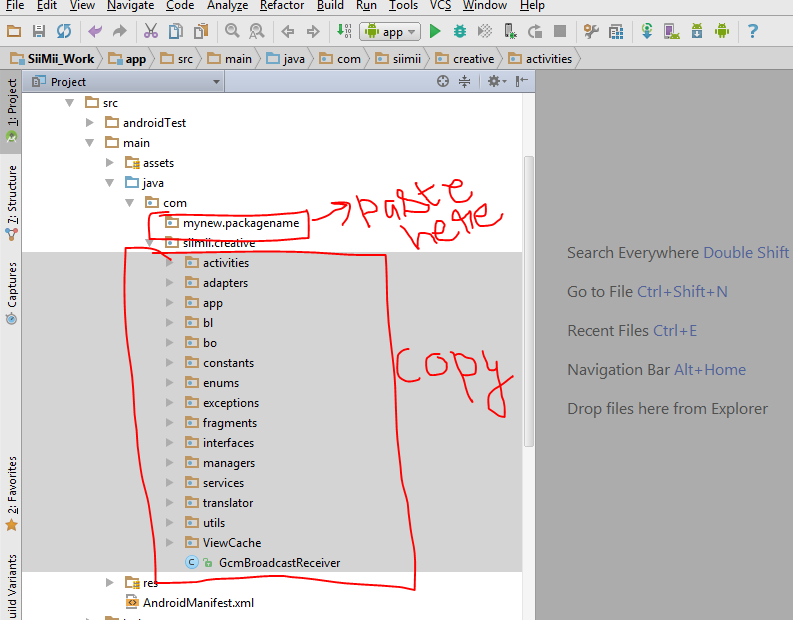 File Edit View Navigate Code Analyze Refactor Build Run Tools VCS Window Help
app
SiiMii_Work app src main java com siimii creative activities
1: Project
7: Structure
Captures
2: Favorites
uild Variants
Project
src
androidTest
main
assets
java
com
mynew.packagename
siimii.creative
activities
adapters
app
bl
bo
constants
enums
exceptions
fragments
interfaces
managers
services
translator
utils
ViewCache
C GcmBroadcastReceiver
res
AndroidManifest.xml
paste
here
copy
Search Everywhere Double Shift
Go to File Ctrl+Shift+N
Recent Files Ctrl+E
Navigation Bar Alt+Home
Drop files here from Explorer